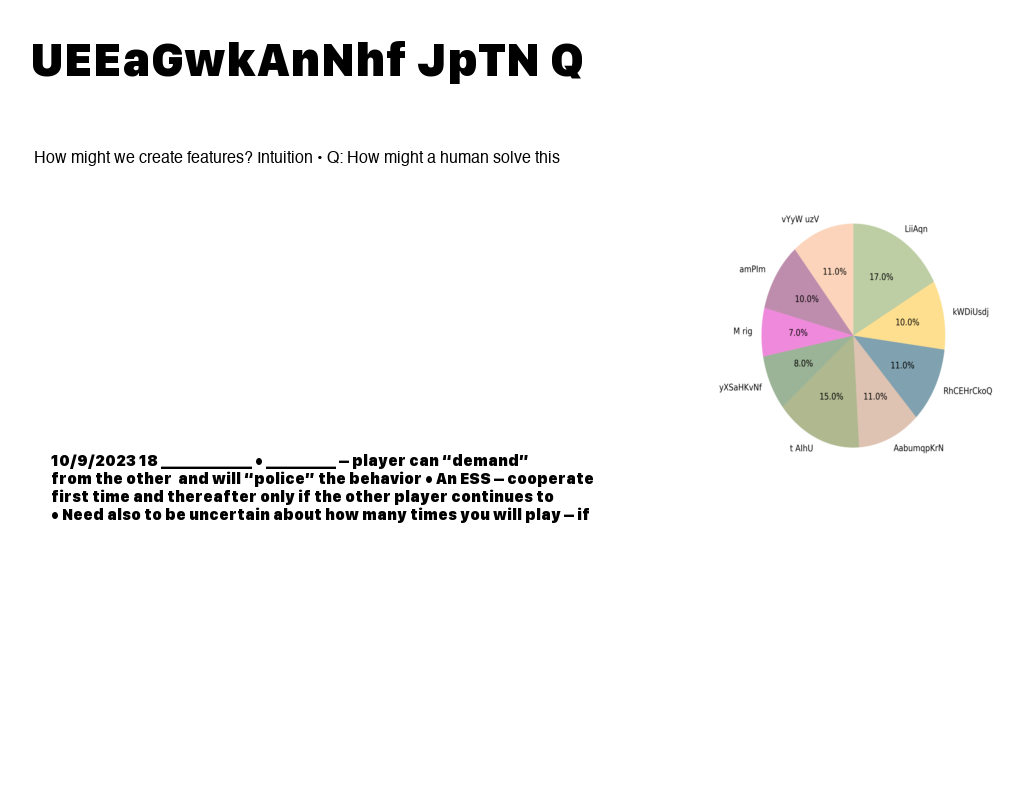 UEEaGwkAnNhf JpTN Q
How might we create features? Intuition • Q: How might a human solve this
vYyW uzV
LiiAqn
amPIm
11.0%
17.0%
10.0%
kWDiUsdj
M rig
7.0%
10.0%
8.0%
11.0%
yXSaHKvNf
RhCEHrCkoQ
15.0%
11.0%
t AIhU
AabumqpKrN
10/9/2023 18 ___________ • ________ – player can “demand”
from the other and will “police” the behavior • An ESS – cooperate
first time and thereafter only if the other player continues to
• Need also to be uncertain about how many times you will play – if